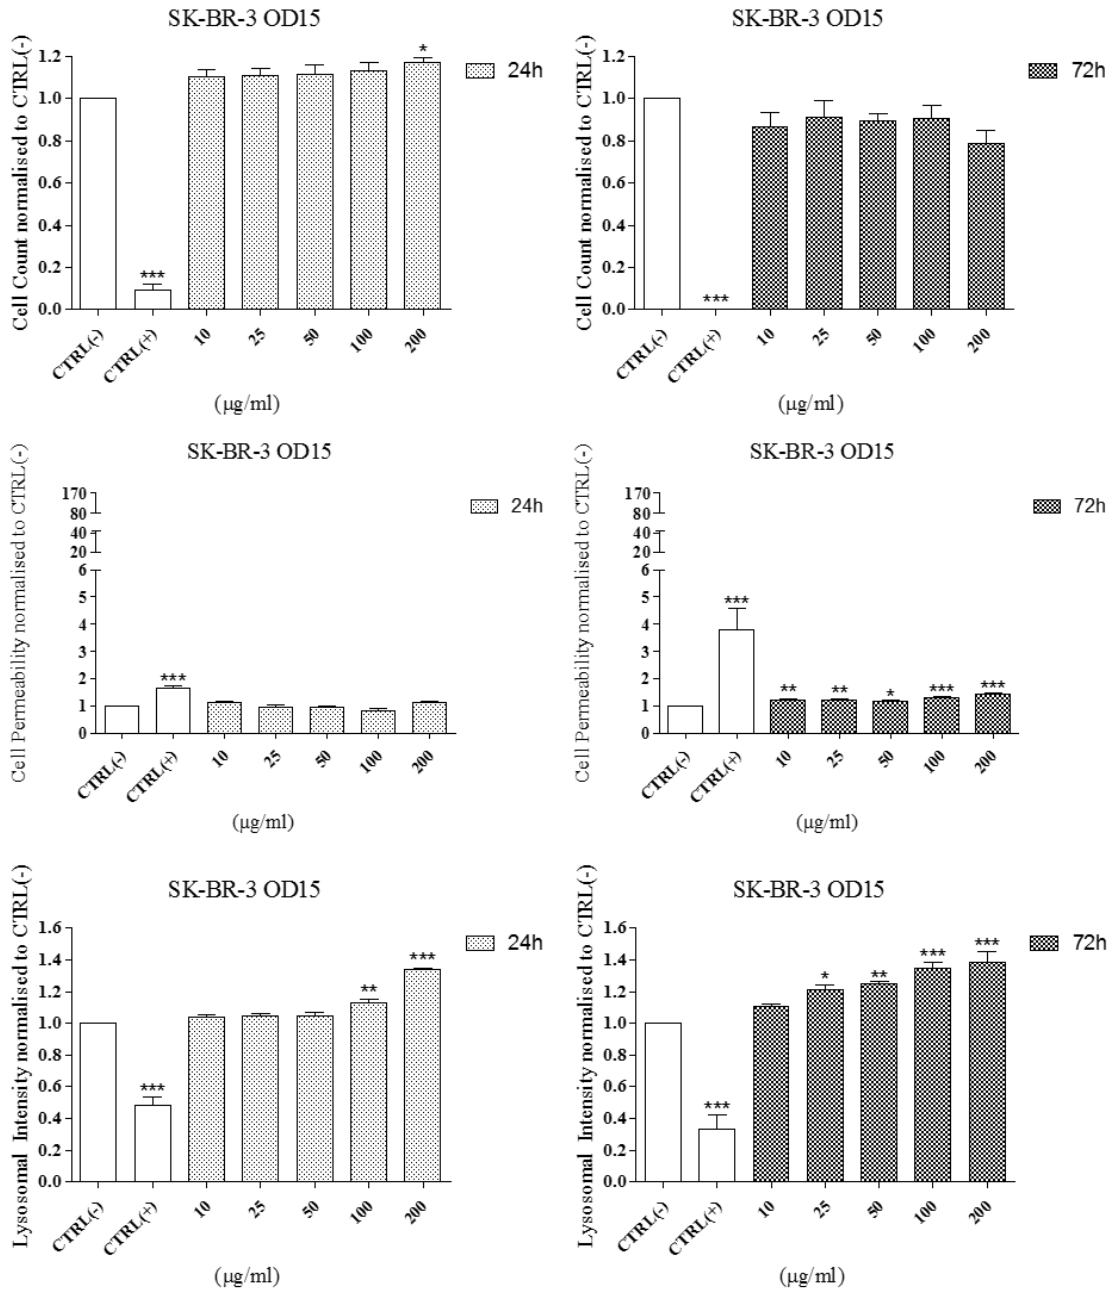 SK-BR-3 OD15
Cell Count normalised to CTRL(-)
1.2
1.0
0.8
0.6
0.4
0.2
0.0
***
*
24h
CTRL(-) CTRL(+) 10 25 50 100 200
(μg/ml)
SK-BR-3 OD15
Cell Count normalised to CTRL(-)
1.2
1.0
0.8
0.6
0.4
0.2
0.0
***
72h
CTRL(-) CTRL(+) 10 25 50 100 200
(μg/ml)
SK-BR-3 OD15
Cell Permeability normalised to CTRL(-)
170
80
40
20
6
5
4
3
2
1
0
***
24h
CTRL(-) CTRL(+) 10 25 50 100 200
(μg/ml)
SK-BR-3 OD15
Cell Permeability normalised to CTRL(-)
170
80
40
20
6
5
4
3
2
1
0
*** ** ** * *** ***
72h
CTRL(-) CTRL(+) 10 25 50 100 200
(μg/ml)
SK-BR-3 OD15
Lysosomal Intensity normalised to CTRL(-)
1.6
1.4
1.2
1.0
0.8
0.6
0.4
0.2
0.0
*** ** ***
24h
CTRL(-) CTRL(+) 10 25 50 100 200
(μg/ml)
SK-BR-3 OD15
Lysosomal Intensity normalised to CTRL(-)
1.6
1.4
1.2
1.0
0.8
0.6
0.4
0.2
0.0
*** * ** *** ***
72h
CTRL(-) CTRL(+) 10 25 50 100 200
(μg/ml)